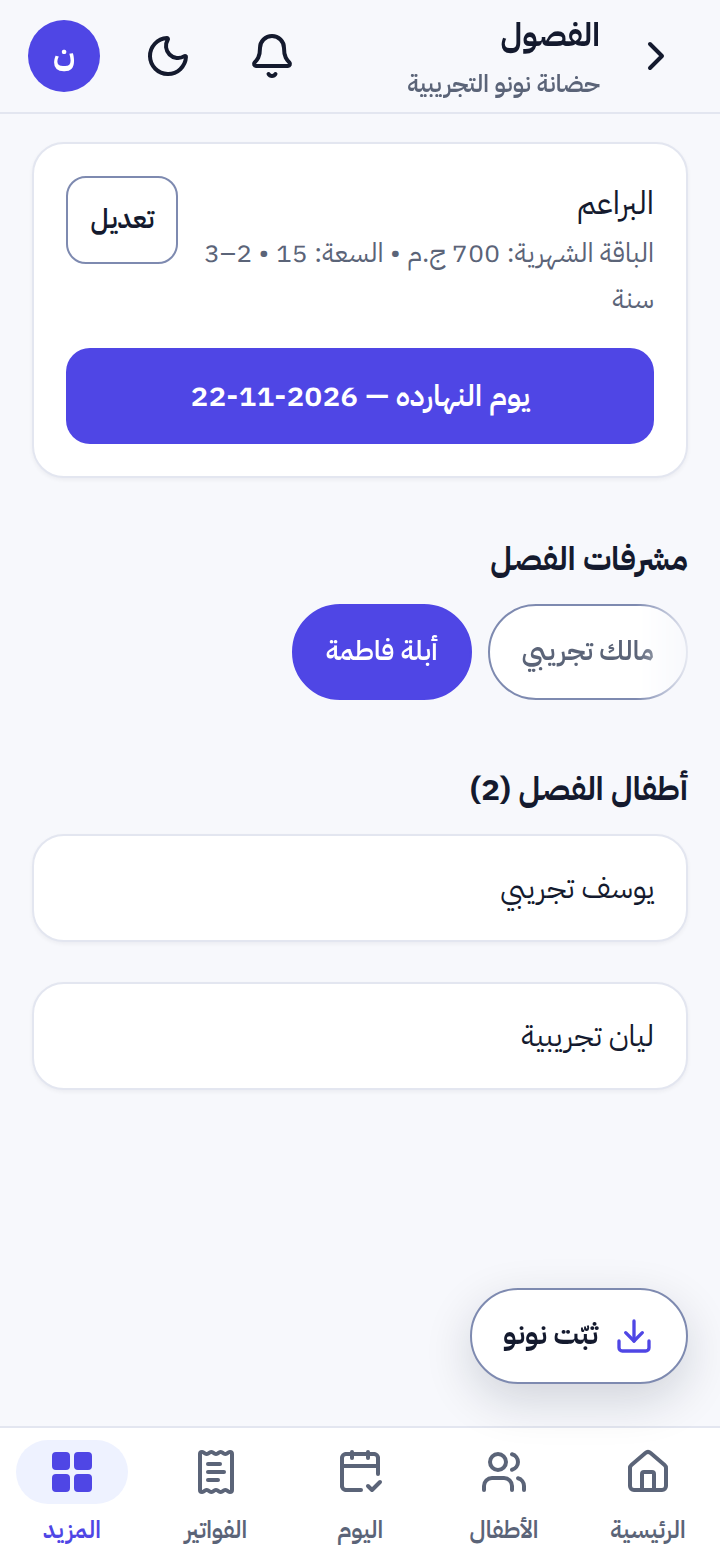 الفصول
حضانة نونو التجريبية
ن
البراعم
تعديل
الباقة الشهرية: 700 ج.م • السعة: 15 • 2–3
سنة
يوم النهارده — 2026-11-22
مشرفات الفصل
مالك تجريبي
أبلة فاطمة
أطفال الفصل (2)
يوسف تجريبي
ليان تجريبية
ثبّت نونو
الرئيسية
الأطفال
اليوم
الفواتير
المزيد